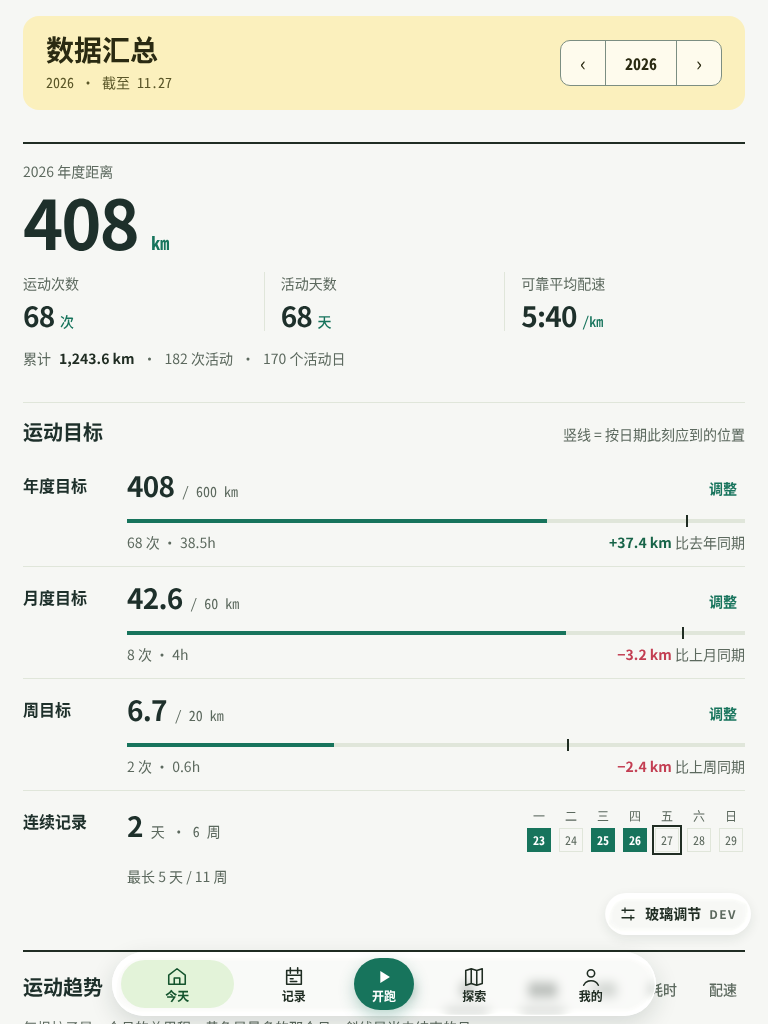 数据汇总
2026 • 截至 11.27
‹ 2026 ›
2026 年度距离
408 km
运动次数 活动天数 可靠平均配速
68 次 68 天 5:40 /km
累计 1,243.6 km • 182 次活动 • 170 个活动日
运动目标 竖线 = 按日期此刻应到的位置
年度目标 408 / 600 km 调整
68 次 • 38.5h +37.4 km 比去年同期
月度目标 42.6 / 60 km 调整
8 次 • 4h −3.2 km 比上月同期
周目标 6.7 / 20 km 调整
2 次 • 0.6h −2.4 km 比上周同期
一 二 三 四 五 六 日
连续记录 2 天 • 6 周 23 24 25 26 27 28 29
最长 5 天 / 11 周
玻璃调节 DEV
运动趋势 耗时 配速
今天 记录 开跑 探索 我的